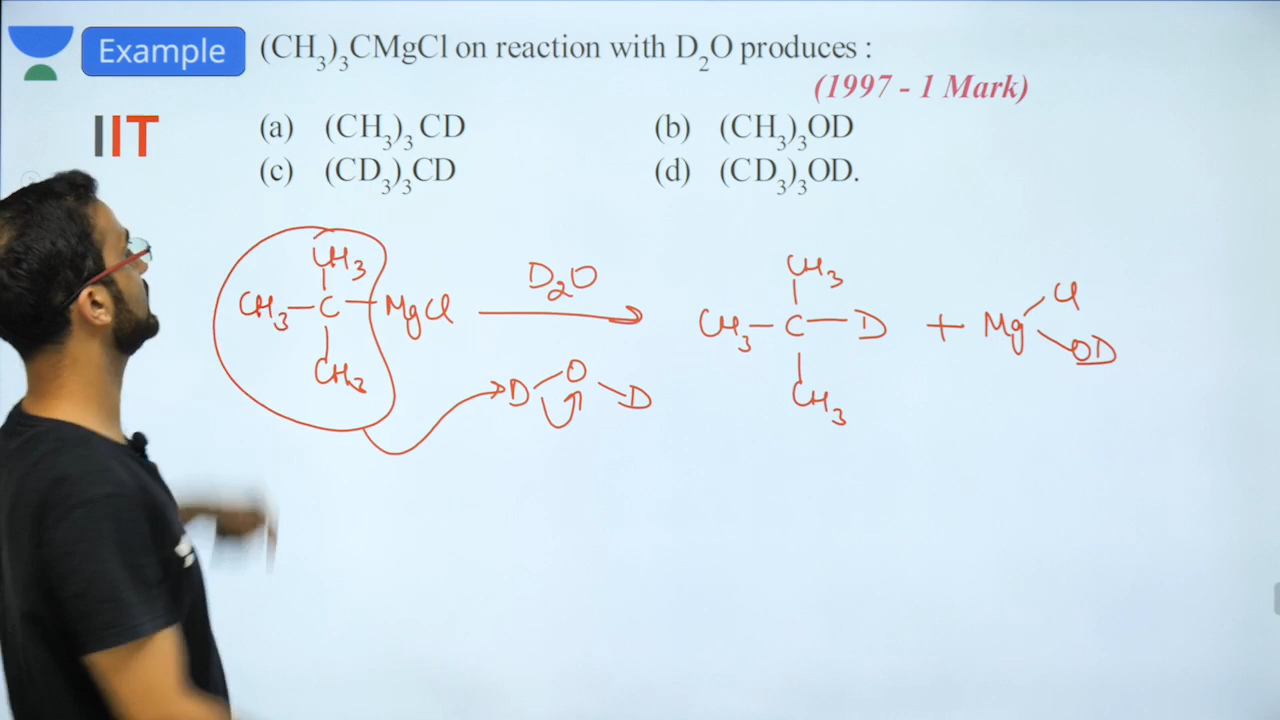 Example (CH₃)₃CMgCl on reaction with D₂O produces :
(1997 - 1 Mark)
IIT
(a) (CH₃)₃ CD (b) (CH₃)₃OD
(c) (CD₃)₃CD (d) (CD₃)₃OD.
CH₃
CH₃—C—MgCl
CH₃
D₂O
D O D
CH₃
CH₃—C—D + Mg Cl OD
CH₃